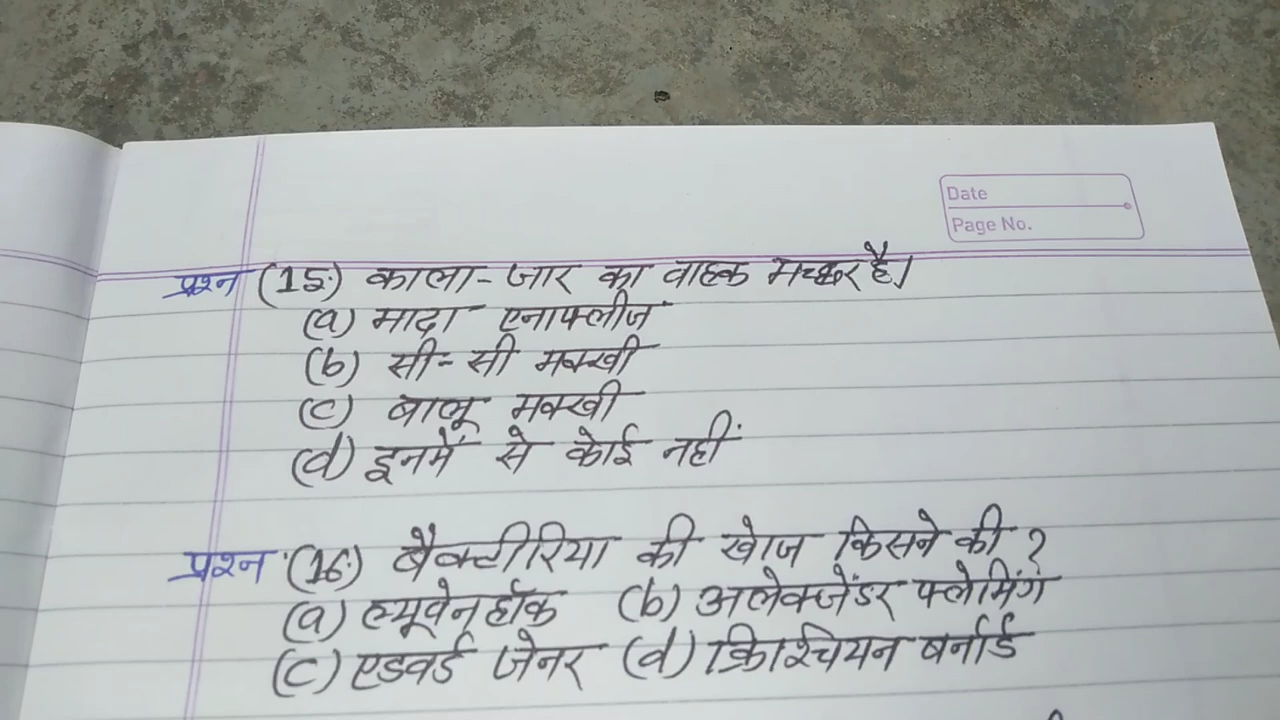 Date
Page No.
प्रश्न (15.) काला-जार का वाहक मच्छर है।
(a) मादा एनाफ्लीज
(b) सी-सी मक्खी
(c) बालू मक्खी
(d) इनमें से कोई नहीं
प्रश्न (16.) बैक्टीरिया की खोज किसने की ?
(a) ल्यूवेनहॉक (b) अलेक्जेंडर फ्लेमिंग
(c) एडवर्ड जेनर (d) क्रिश्चियन बर्नार्ड